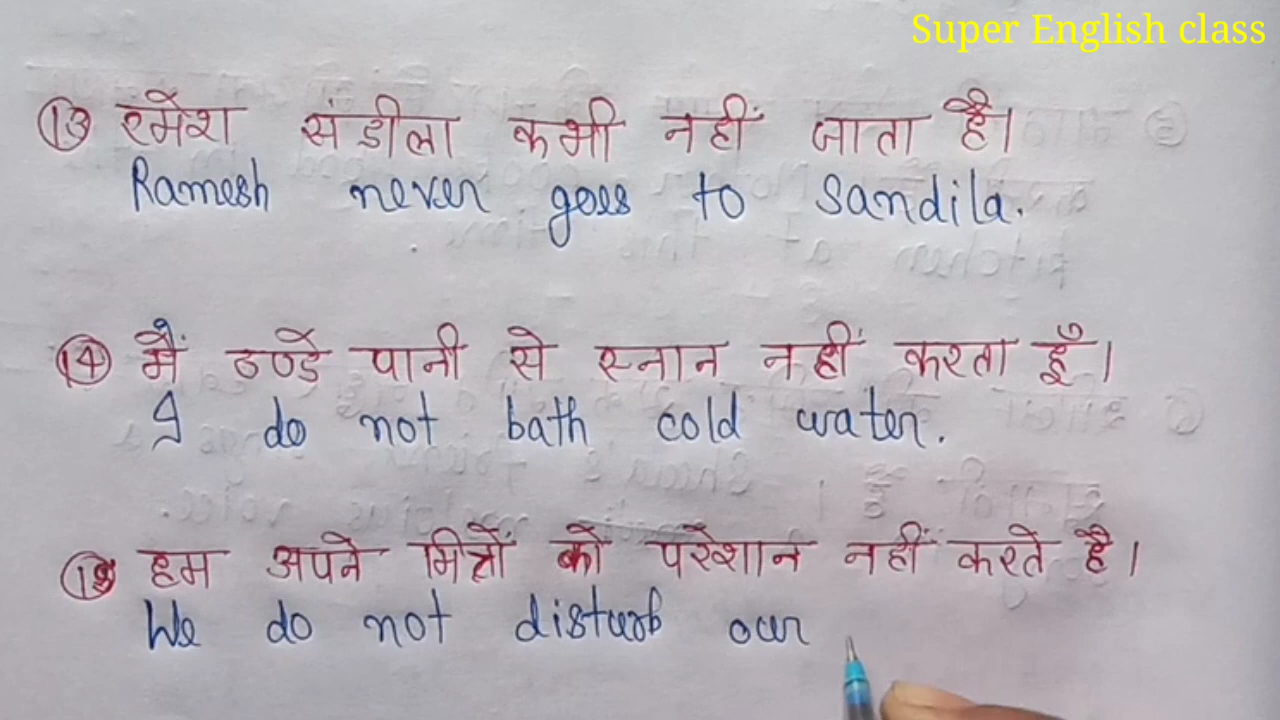 Super English class
13 रमेश संडीला कभी नहीं जाता है।
Ramesh never goes to Sandila.
14 मैं ठण्डे पानी से स्नान नहीं करता हूँ।
I do not bath cold water.
15 हम अपने मित्रों को परेशान नहीं करते है।
We do not disturb our